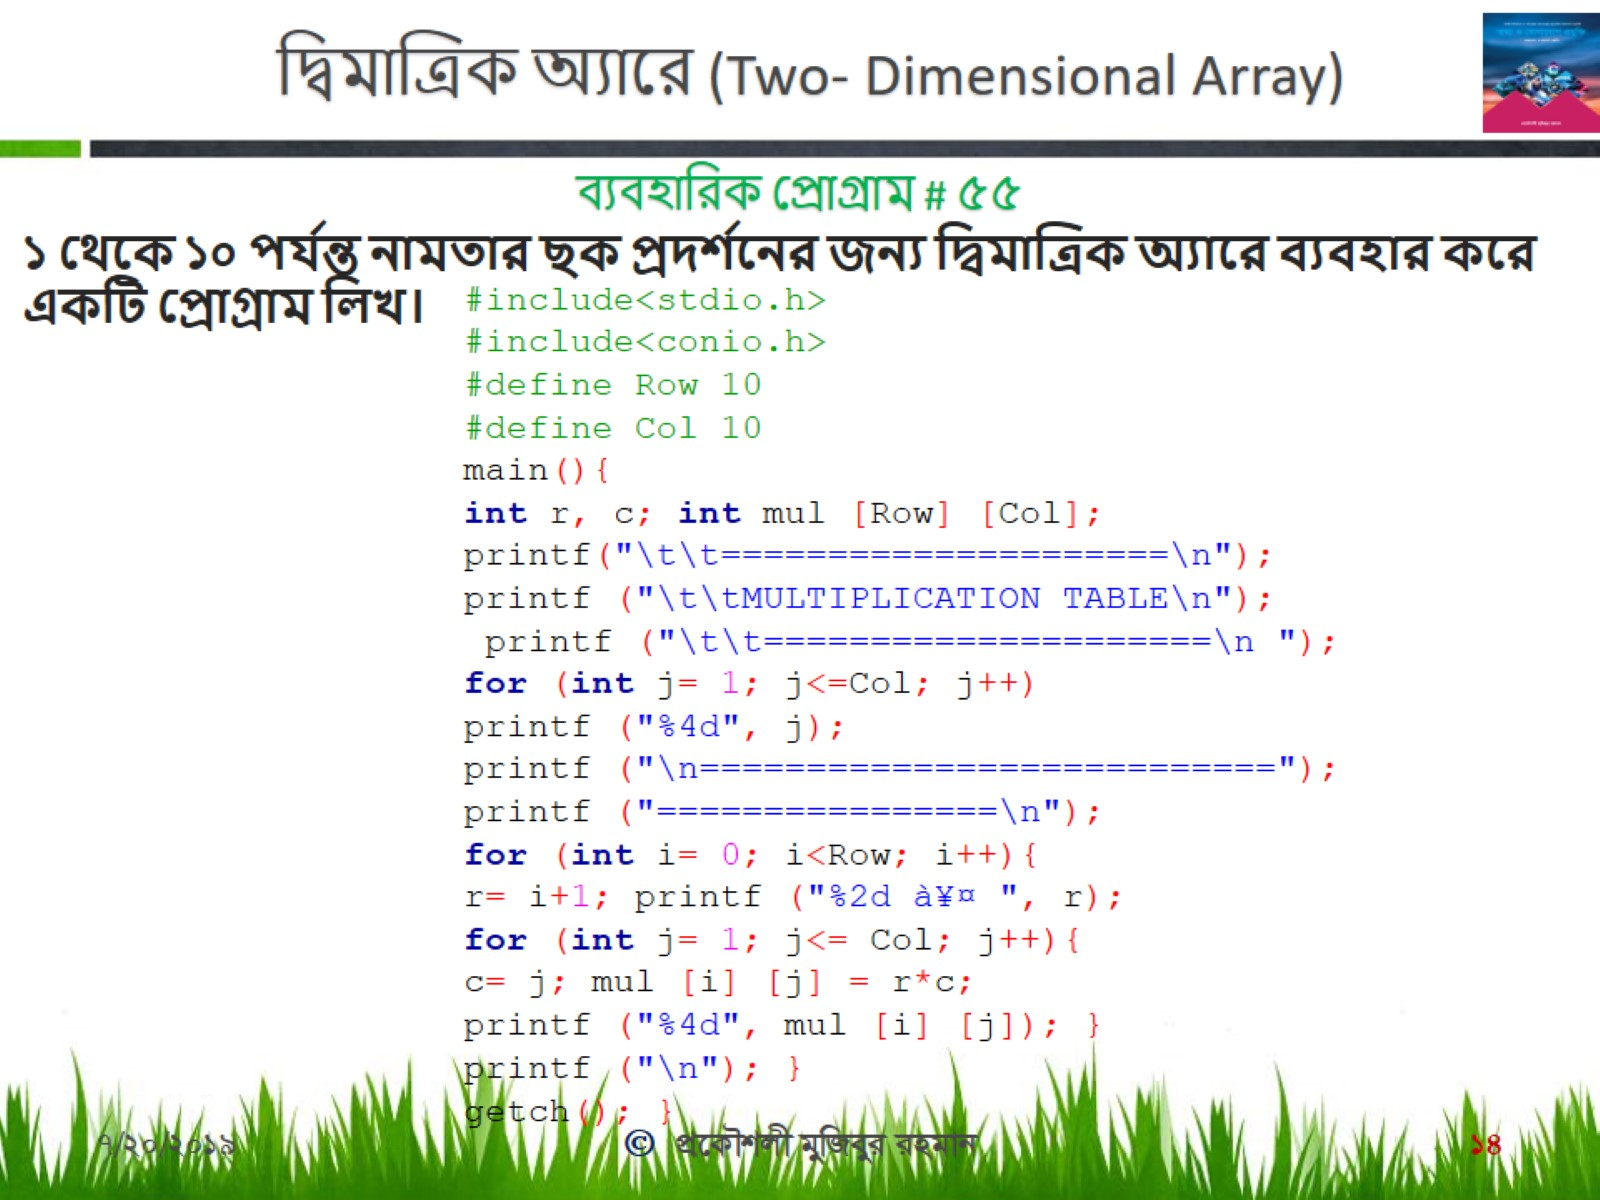 দ্বিমাত্রিক অ্যারে (Two- Dimensional Array)
ব্যবহারিক প্রোগ্রাম # ৫৫
১ থেকে ১০ পর্যন্ত নামতার ছক প্রদর্শনের জন্য দ্বিমাত্রিক অ্যারে ব্যবহার করে
একটি প্রোগ্রাম লিখ।
#include<stdio.h>
#include<conio.h>
#define Row 10
#define Col 10
main(){
int r, c; int mul [Row] [Col];
printf("\t\t=====================\n");
printf ("\t\tMULTIPLICATION TABLE\n");
printf ("\t\t=====================\n ");
for (int j= 1; j<=Col; j++)
printf ("%4d", j);
printf ("\n===========================");
printf ("================\n");
for (int i= 0; i<Row; i++){
r= i+1; printf ("%2d à¥¤ ", r);
for (int j= 1; j<= Col; j++){
c= j; mul [i] [j] = r*c;
printf ("%4d", mul [i] [j]); }
printf ("\n"); }
getch(); }
৭/২০/২০১৯
© প্রকৌশলী মুজিবুর রহমান
১৪